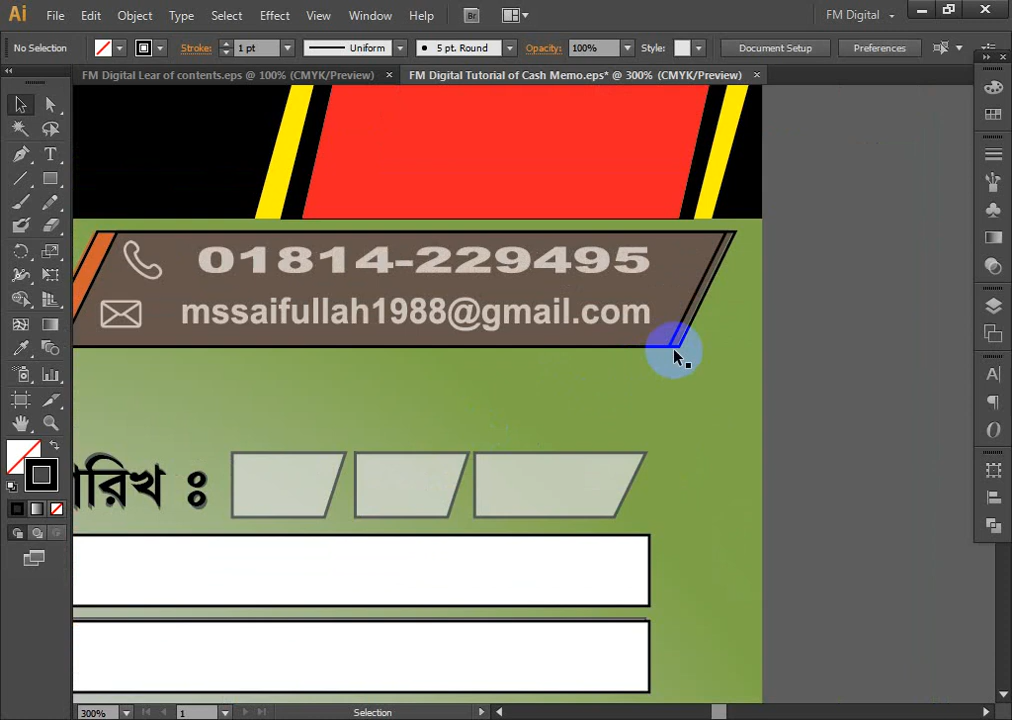 Ai File Edit Object Type Select Effect View Window Help Br FM Digital
No Selection Stroke: 1 pt Uniform 5 pt. Round Opacity: 100% Style: Document Setup Preferences
FM Digital Lear of contents.eps @ 100% (CMYK/Preview) × FM Digital Tutorial of Cash Memo.eps* @ 300% (CMYK/Preview) ×
01814-229495
mssaifullah1988@gmail.com
300% 1 Selection